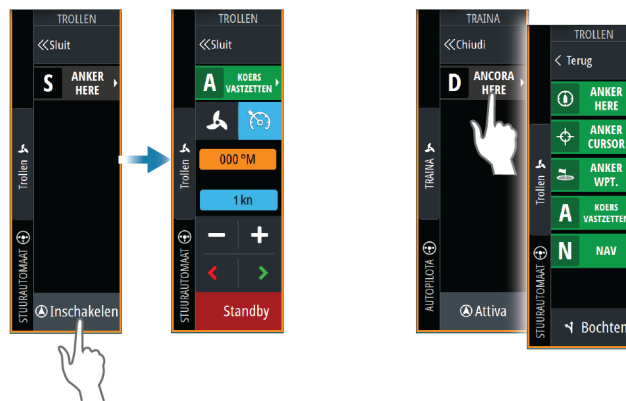 TROLLEN
Sluit
S
ANKER
HERE
Trollen
STUURAUTOMAAT
Inschakelen
TROLLEN
Sluit
A
KOERS
VASTZETTEN
000 °M
1 kn
Trollen
STUURAUTOMAAT
Standby
TRAINA
Chiudi
D
ANCORA
HERE
TRAINA
AUTOPILOTA
Attiva
TROLLEN
Terug
ANKER
HERE
ANKER
CURSOR
ANKER
WPT.
A
KOERS
VASTZETTEN
N
NAV
Trollen
STUURAUTOMAAT
Bochten